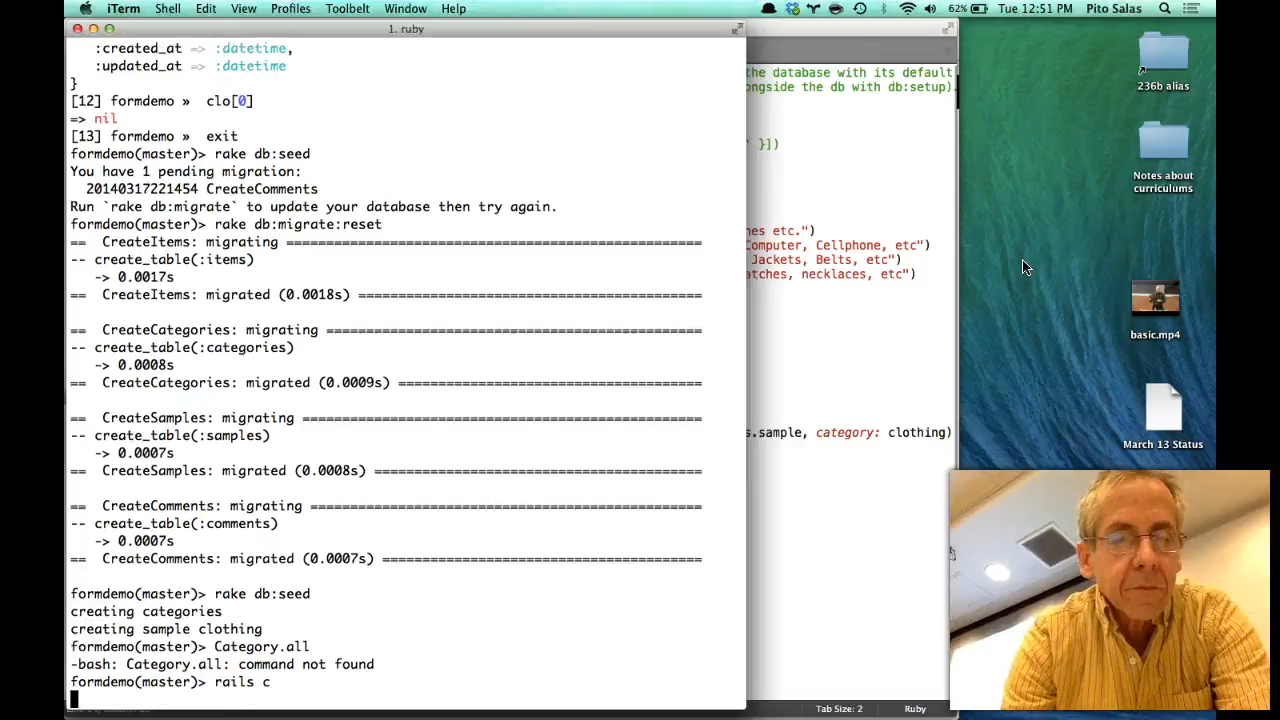 iTerm Shell Edit View Profiles Toolbelt Window Help 62% Tue 12:51 PM Pito Salas
1. ruby
:created_at => :datetime,
:updated_at => :datetime
}
[12] formdemo » clo[0]
=> nil
[13] formdemo » exit
formdemo(master)> rake db:seed
You have 1 pending migration:
20140317221454 CreateComments
Run `rake db:migrate` to update your database then try again.
formdemo(master)> rake db:migrate:reset
== CreateItems: migrating ====================================================
-- create_table(:items)
-> 0.0017s
== CreateItems: migrated (0.0018s) ===========================================
== CreateCategories: migrating ===============================================
-- create_table(:categories)
-> 0.0008s
== CreateCategories: migrated (0.0009s) ======================================
== CreateSamples: migrating ==================================================
-- create_table(:samples)
-> 0.0007s
== CreateSamples: migrated (0.0008s) =========================================
== CreateComments: migrating =================================================
-- create_table(:comments)
-> 0.0007s
== CreateComments: migrated (0.0007s) ========================================
formdemo(master)> rake db:seed
creating categories
creating sample clothing
formdemo(master)> Category.all
-bash: Category.all: command not found
formdemo(master)> rails c
the database with its default
ongside the db with db:setup).
" }])
nes etc.")
Computer, Cellphone, etc")
Jackets, Belts, etc")
atches, necklaces, etc")
s.sample, category: clothing)
Tab Size: 2 Ruby
236b alias
Notes about
curriculums
basic.mp4
March 13 Status